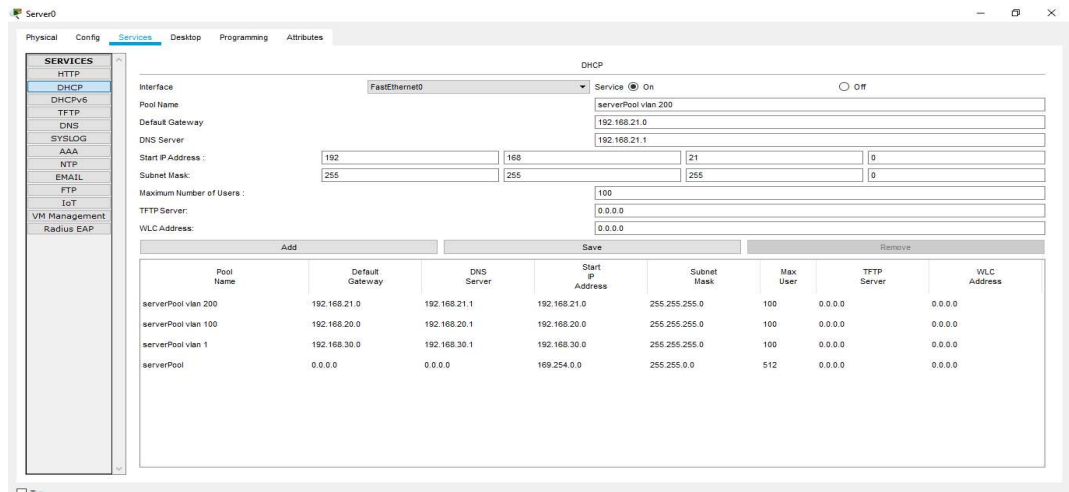 Server0
Physical Config Services Desktop Programming Attributes
SERVICES
HTTP
DHCP
DHCPv6
TFTP
DNS
SYSLOG
AAA
NTP
EMAIL
FTP
IoT
VM Management
Radius EAP
DHCP
Interface FastEthernet0 Service On Off
Pool Name serverPool vlan 200
Default Gateway 192.168.21.0
DNS Server 192.168.21.1
Start IP Address : 192 168 21 0
Subnet Mask: 255 255 255 0
Maximum Number of Users : 100
TFTP Server: 0.0.0.0
WLC Address: 0.0.0.0
Add Save Remove
Pool Name Default Gateway DNS Server Start IP Address Subnet Mask Max User TFTP Server WLC Address
serverPool vlan 200 192.168.21.0 192.168.21.1 192.168.21.0 255.255.255.0 100 0.0.0.0 0.0.0.0
serverPool vlan 100 192.168.20.0 192.168.20.1 192.168.20.0 255.255.255.0 100 0.0.0.0 0.0.0.0
serverPool vlan 1 192.168.30.0 192.168.30.1 192.168.30.0 255.255.255.0 100 0.0.0.0 0.0.0.0
serverPool 0.0.0.0 0.0.0.0 169.254.0.0 255.255.0.0 512 0.0.0.0 0.0.0.0